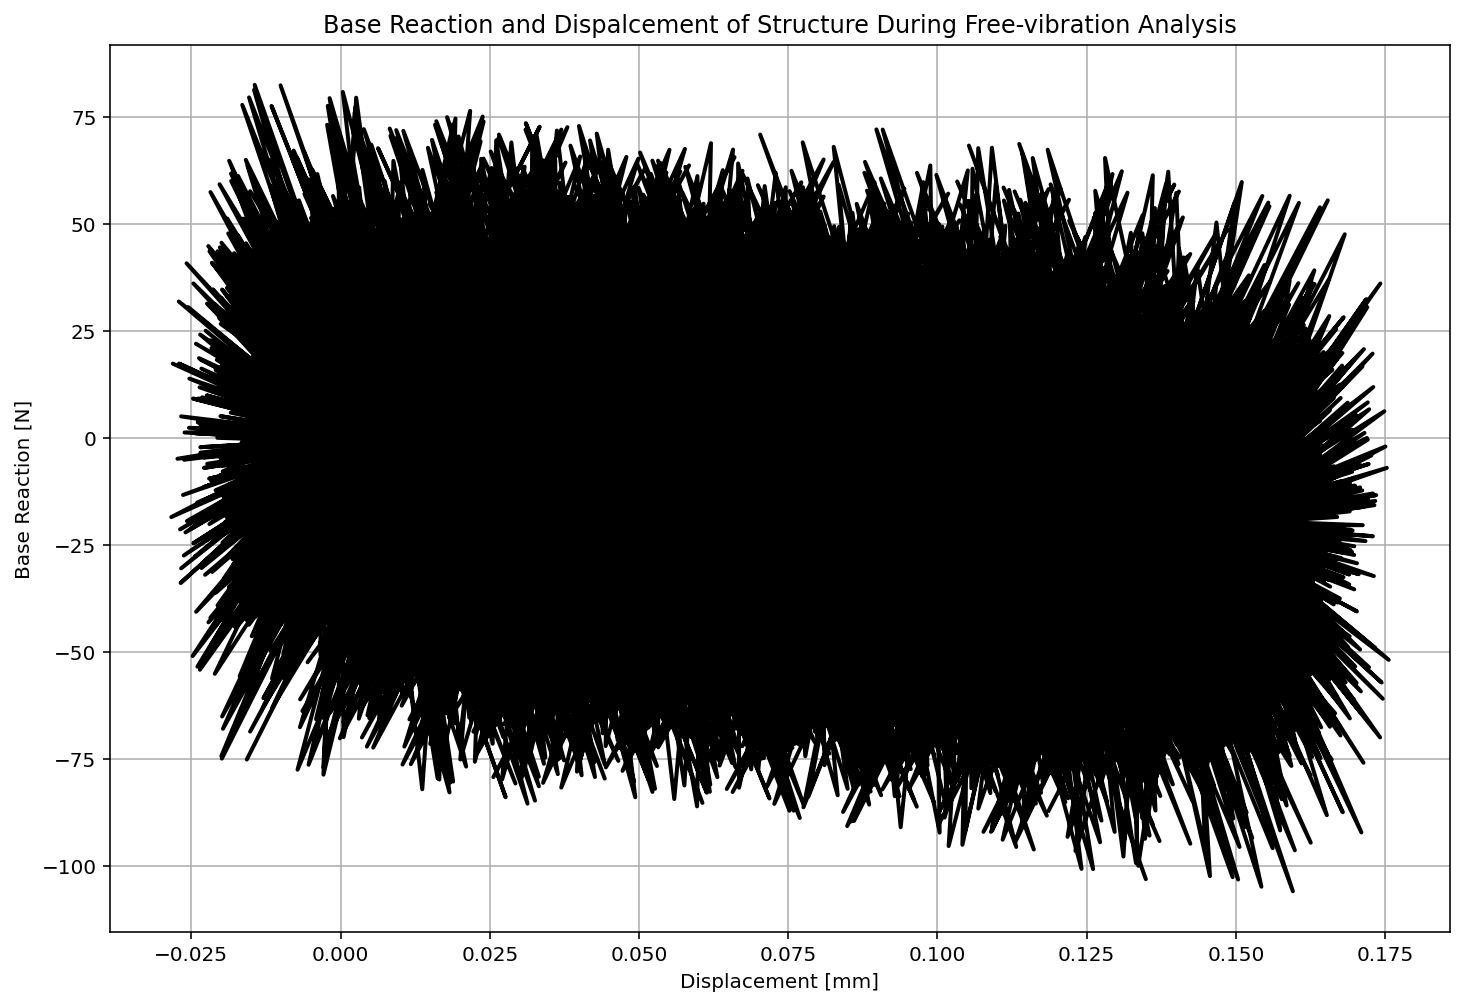 Base Reaction and Dispalcement of Structure During Free-vibration Analysis
75
50
25
0
−25
−50
−75
−100
Base Reaction [N]
−0.025 0.000 0.025 0.050 0.075 0.100 0.125 0.150 0.175
Displacement [mm]